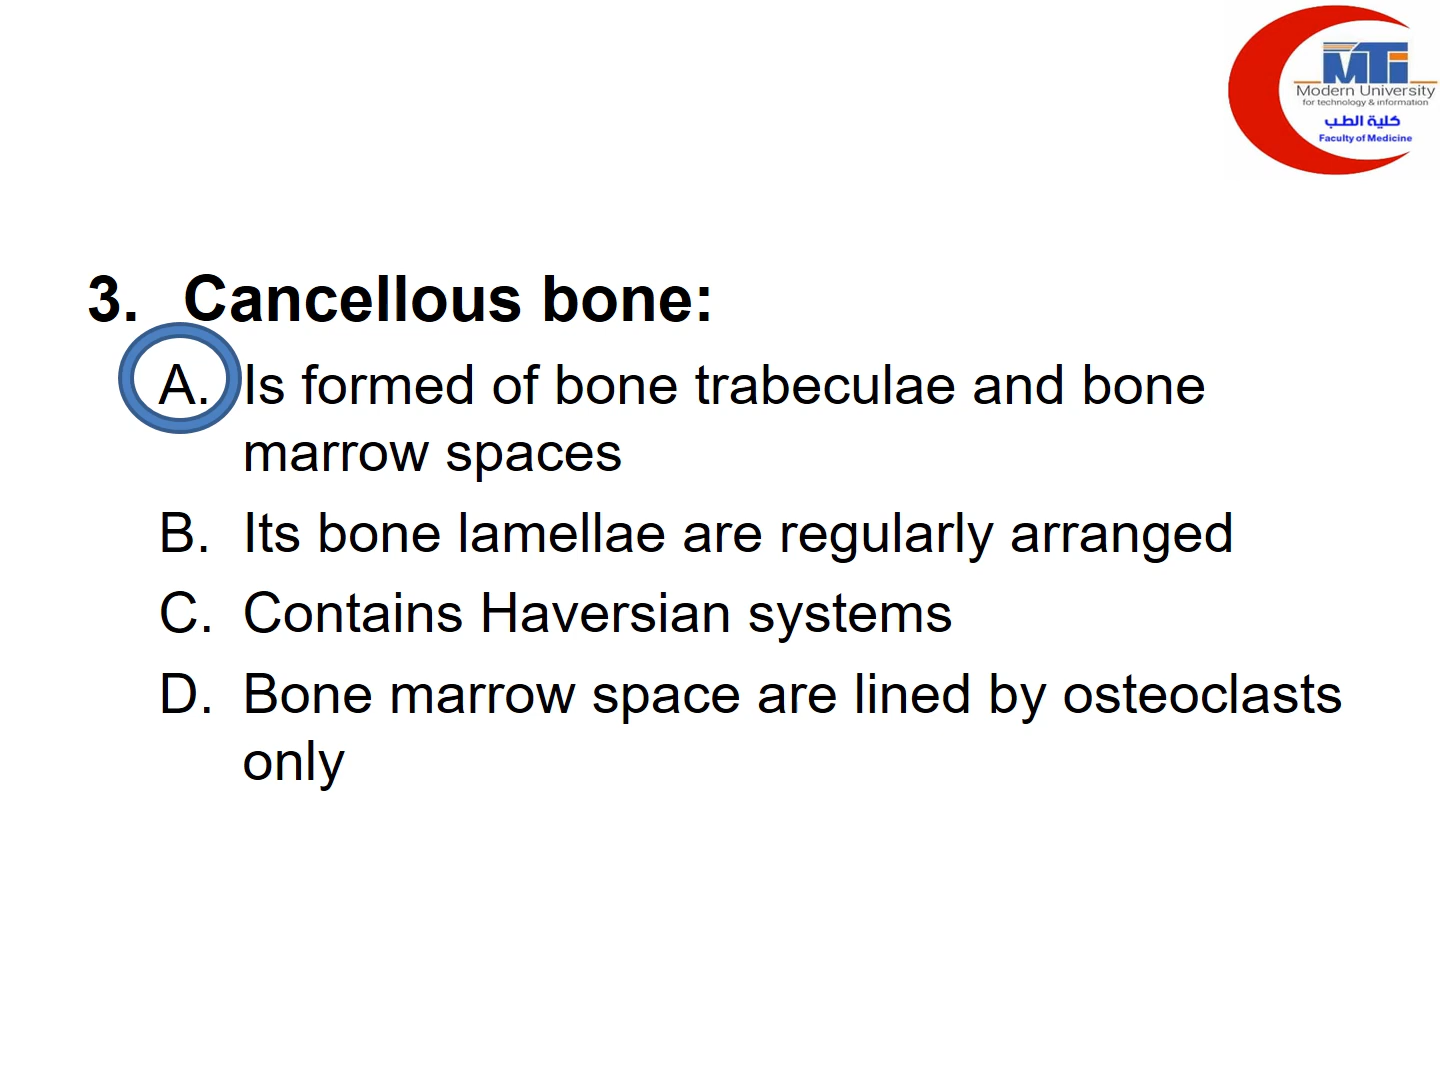 MTi
Modern University
for technology & information
كلية الطب
Faculty of Medicine
3. Cancellous bone:
A. Is formed of bone trabeculae and bone
marrow spaces
B. Its bone lamellae are regularly arranged
C. Contains Haversian systems
D. Bone marrow space are lined by osteoclasts
only